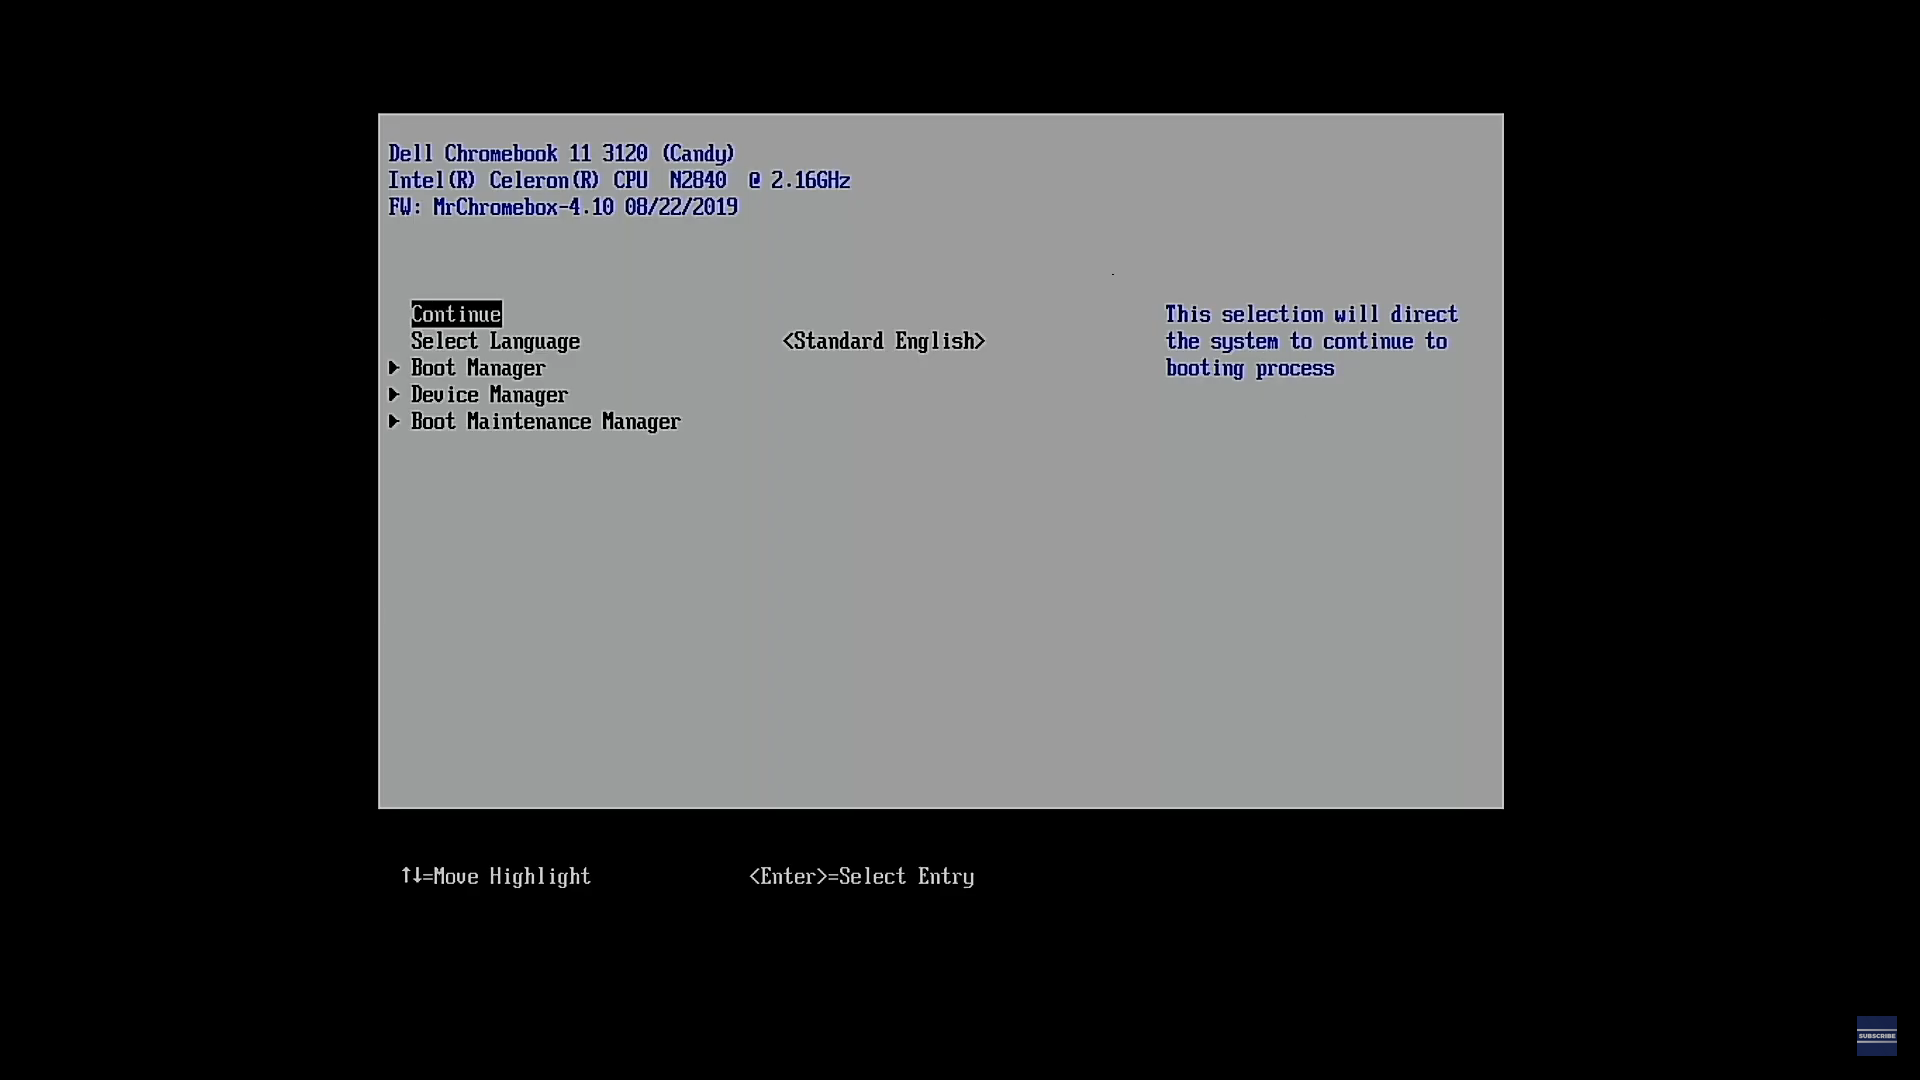 Dell Chromebook 11 3120 (Candy)
Intel(R) Celeron(R) CPU  N2840  @ 2.16GHz
FW: MrChromebox-4.10 08/22/2019
Continue
Select Language <Standard English>
Boot Manager
Device Manager
Boot Maintenance Manager
This selection will direct
the system to continue to
booting process
↑↓=Move Highlight <Enter>=Select Entry
SUBSCRIBE